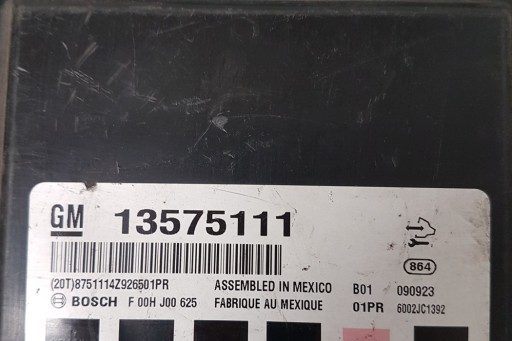 GM 13575111
864
(20T)8751114Z926501PR ASSEMBLED IN MEXICO B01 090923
BOSCH F 00H J00 625 FABRIQUE AU MEXIQUE 01PR 6002JC1392